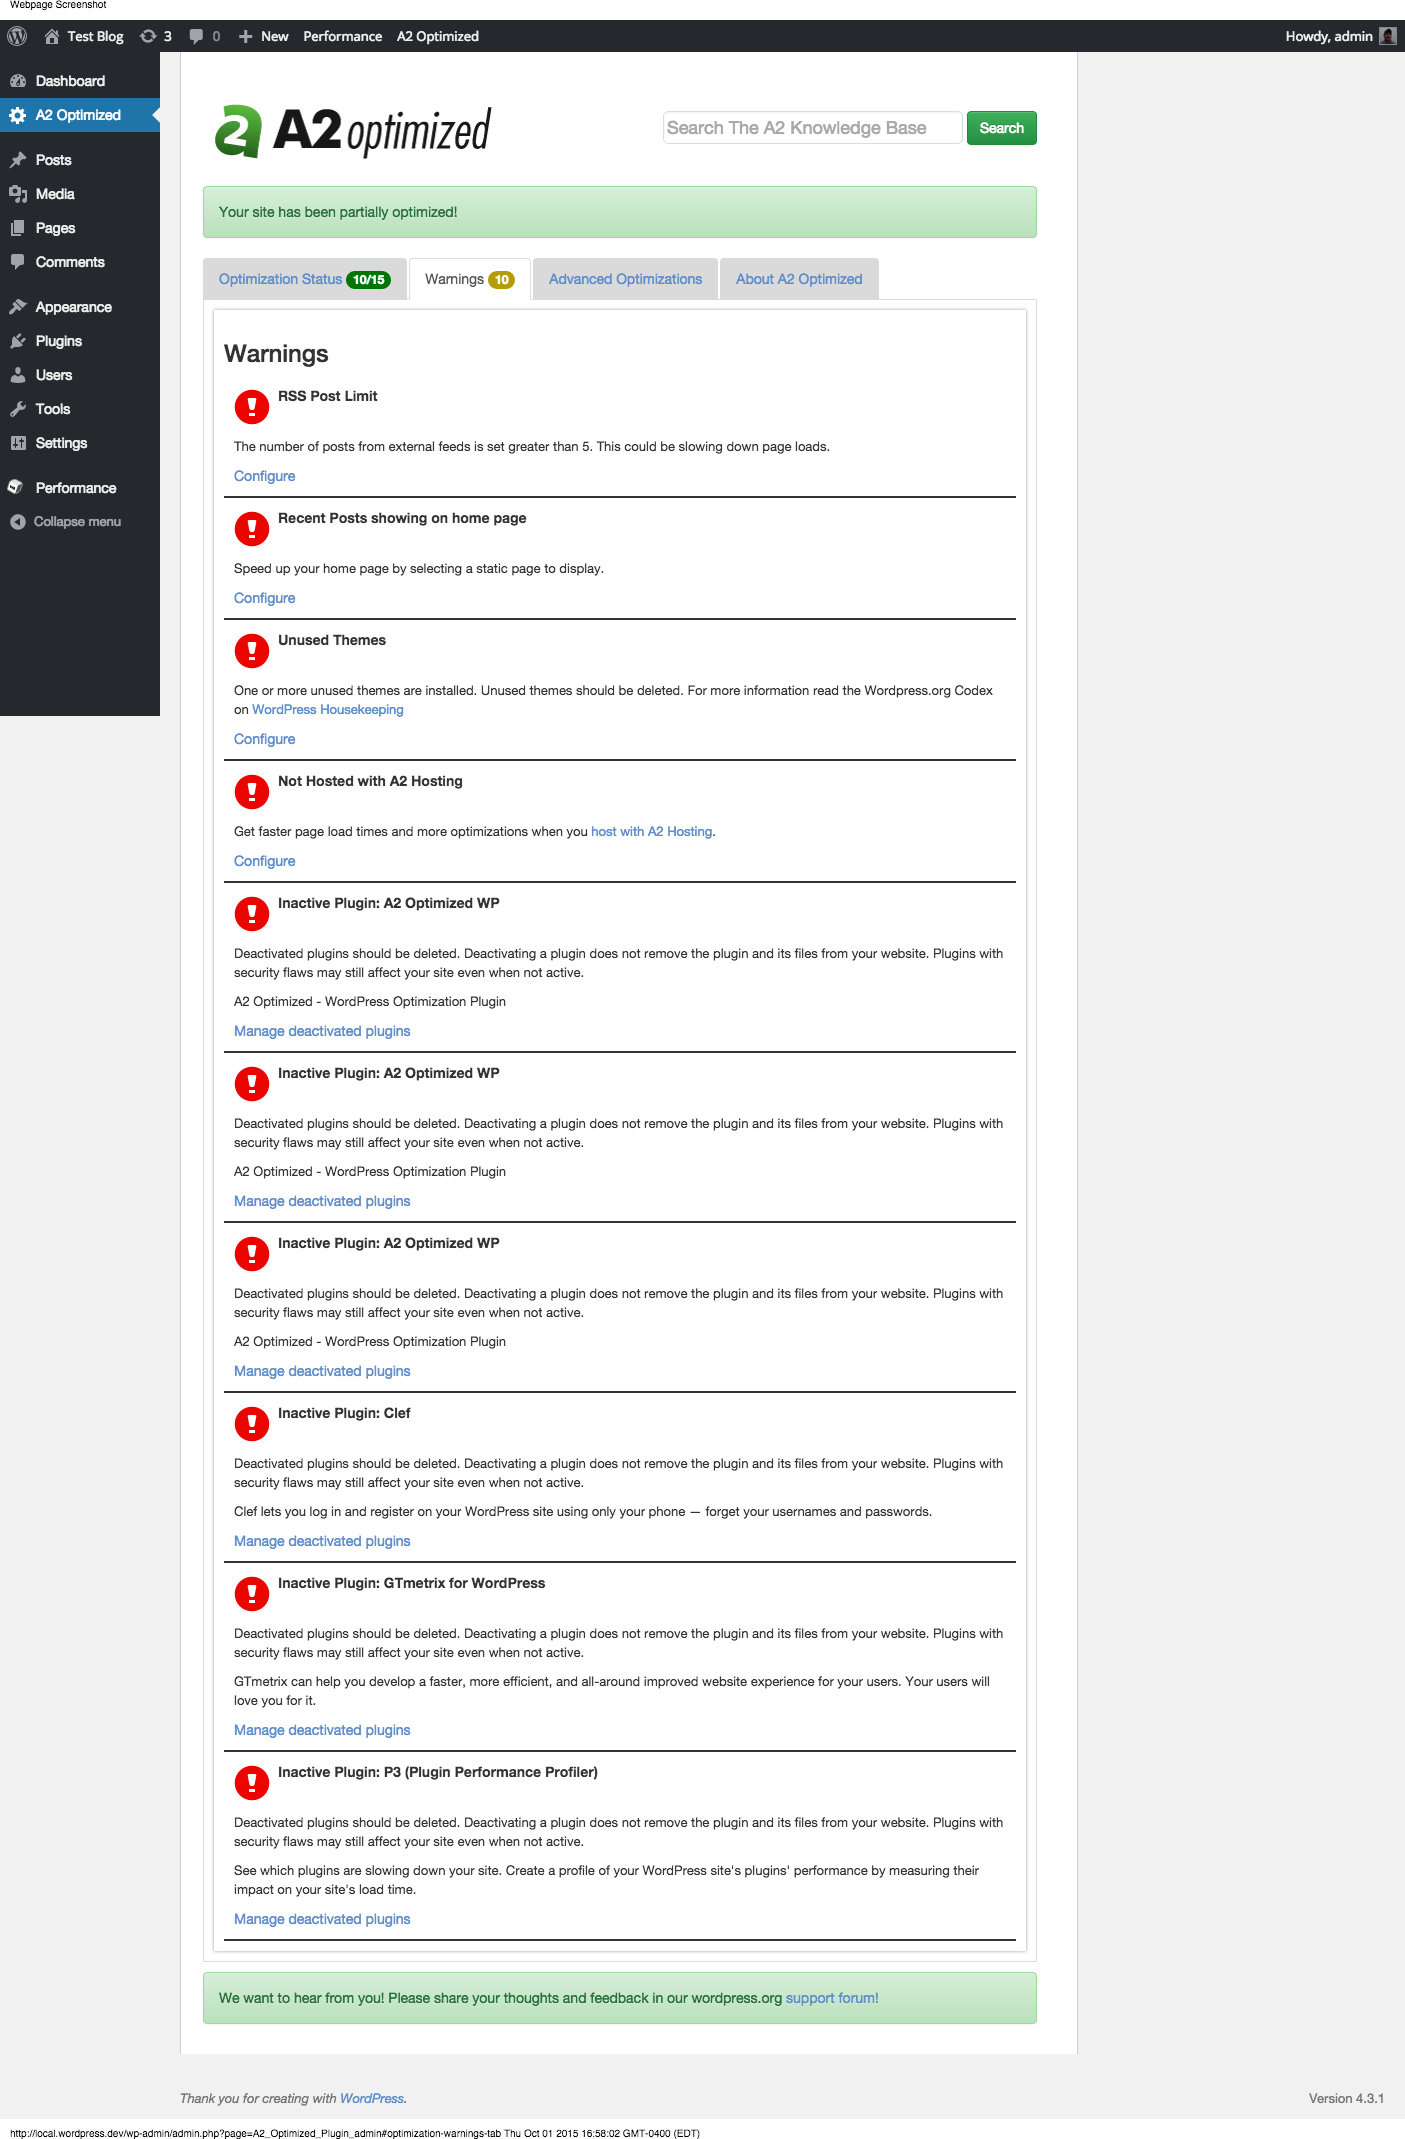 Webpage Screenshot
Test Blog 3 0 New Performance A2 Optimized Howdy, admin
Dashboard
A2 Optimized
Posts
Media
Pages
Comments
Appearance
Plugins
Users
Tools
Settings
Performance
Collapse menu
A2 optimized
Search The A2 Knowledge Base Search
Your site has been partially optimized!
Optimization Status 10/15 Warnings 10 Advanced Optimizations About A2 Optimized
Warnings
RSS Post Limit
The number of posts from external feeds is set greater than 5. This could be slowing down page loads.
Configure
Recent Posts showing on home page
Speed up your home page by selecting a static page to display.
Configure
Unused Themes
One or more unused themes are installed. Unused themes should be deleted. For more information read the Wordpress.org Codex
on WordPress Housekeeping
Configure
Not Hosted with A2 Hosting
Get faster page load times and more optimizations when you host with A2 Hosting.
Configure
Inactive Plugin: A2 Optimized WP
Deactivated plugins should be deleted. Deactivating a plugin does not remove the plugin and its files from your website. Plugins with
security flaws may still affect your site even when not active.
A2 Optimized - WordPress Optimization Plugin
Manage deactivated plugins
Inactive Plugin: A2 Optimized WP
Deactivated plugins should be deleted. Deactivating a plugin does not remove the plugin and its files from your website. Plugins with
security flaws may still affect your site even when not active.
A2 Optimized - WordPress Optimization Plugin
Manage deactivated plugins
Inactive Plugin: A2 Optimized WP
Deactivated plugins should be deleted. Deactivating a plugin does not remove the plugin and its files from your website. Plugins with
security flaws may still affect your site even when not active.
A2 Optimized - WordPress Optimization Plugin
Manage deactivated plugins
Inactive Plugin: Clef
Deactivated plugins should be deleted. Deactivating a plugin does not remove the plugin and its files from your website. Plugins with
security flaws may still affect your site even when not active.
Clef lets you log in and register on your WordPress site using only your phone — forget your usernames and passwords.
Manage deactivated plugins
Inactive Plugin: GTmetrix for WordPress
Deactivated plugins should be deleted. Deactivating a plugin does not remove the plugin and its files from your website. Plugins with
security flaws may still affect your site even when not active.
GTmetrix can help you develop a faster, more efficient, and all-around improved website experience for your users. Your users will
love you for it.
Manage deactivated plugins
Inactive Plugin: P3 (Plugin Performance Profiler)
Deactivated plugins should be deleted. Deactivating a plugin does not remove the plugin and its files from your website. Plugins with
security flaws may still affect your site even when not active.
See which plugins are slowing down your site. Create a profile of your WordPress site's plugins' performance by measuring their
impact on your site's load time.
Manage deactivated plugins
We want to hear from you! Please share your thoughts and feedback in our wordpress.org support forum!
Thank you for creating with WordPress. Version 4.3.1
http://local.wordpress.dev/wp-admin/admin.php?page=A2_Optimized_Plugin_admin#optimization-warnings-tab Thu Oct 01 2015 16:58:02 GMT-0400 (EDT)